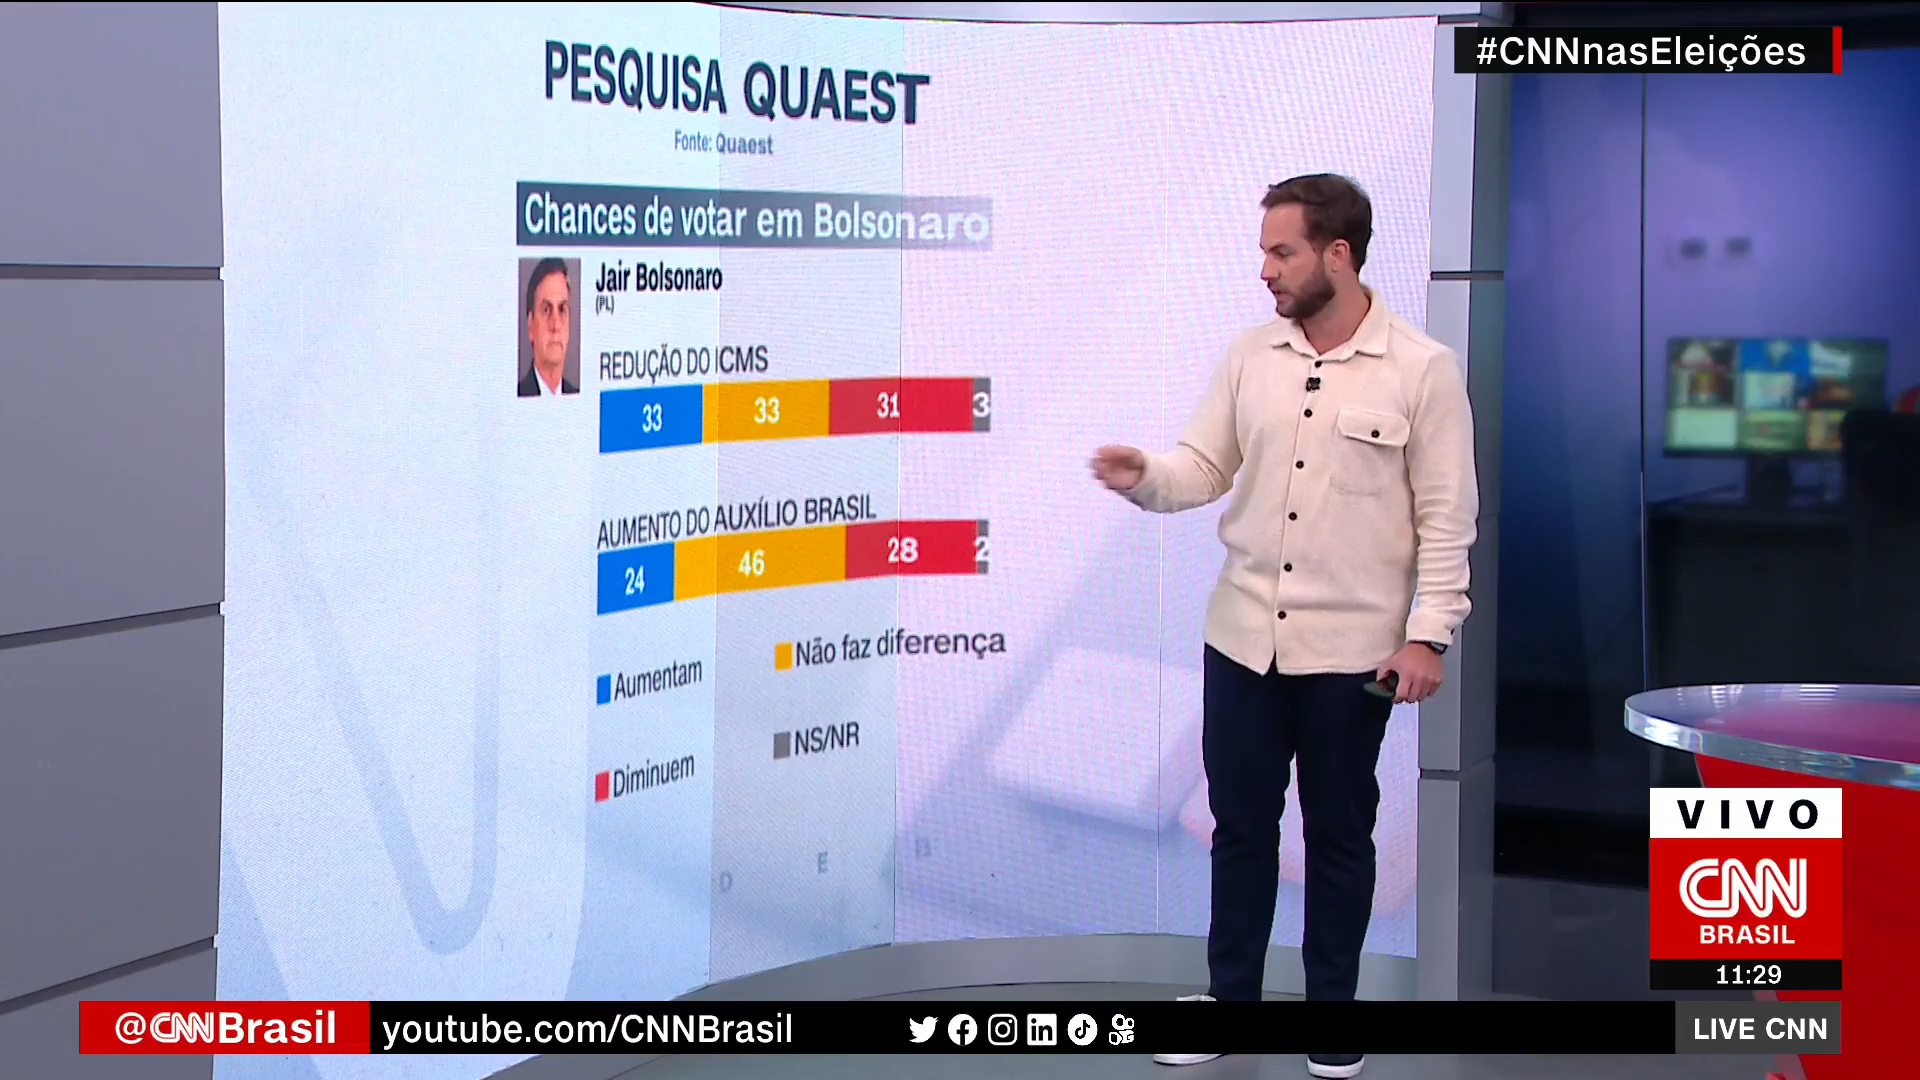 #CNNnasEleições
PESQUISA QUAEST
Fonte: Quaest
Chances de votar em Bolsonaro
Jair Bolsonaro
(PL)
REDUÇÃO DO ICMS
33 33 31 3
AUMENTO DO AUXÍLIO BRASIL
24 46 28 2
Aumentam
Não faz diferença
Diminuem
NS/NR
D E B A
VIVO
CNN
BRASIL
11:29
@CNNBrasil youtube.com/CNNBrasil LIVE CNN